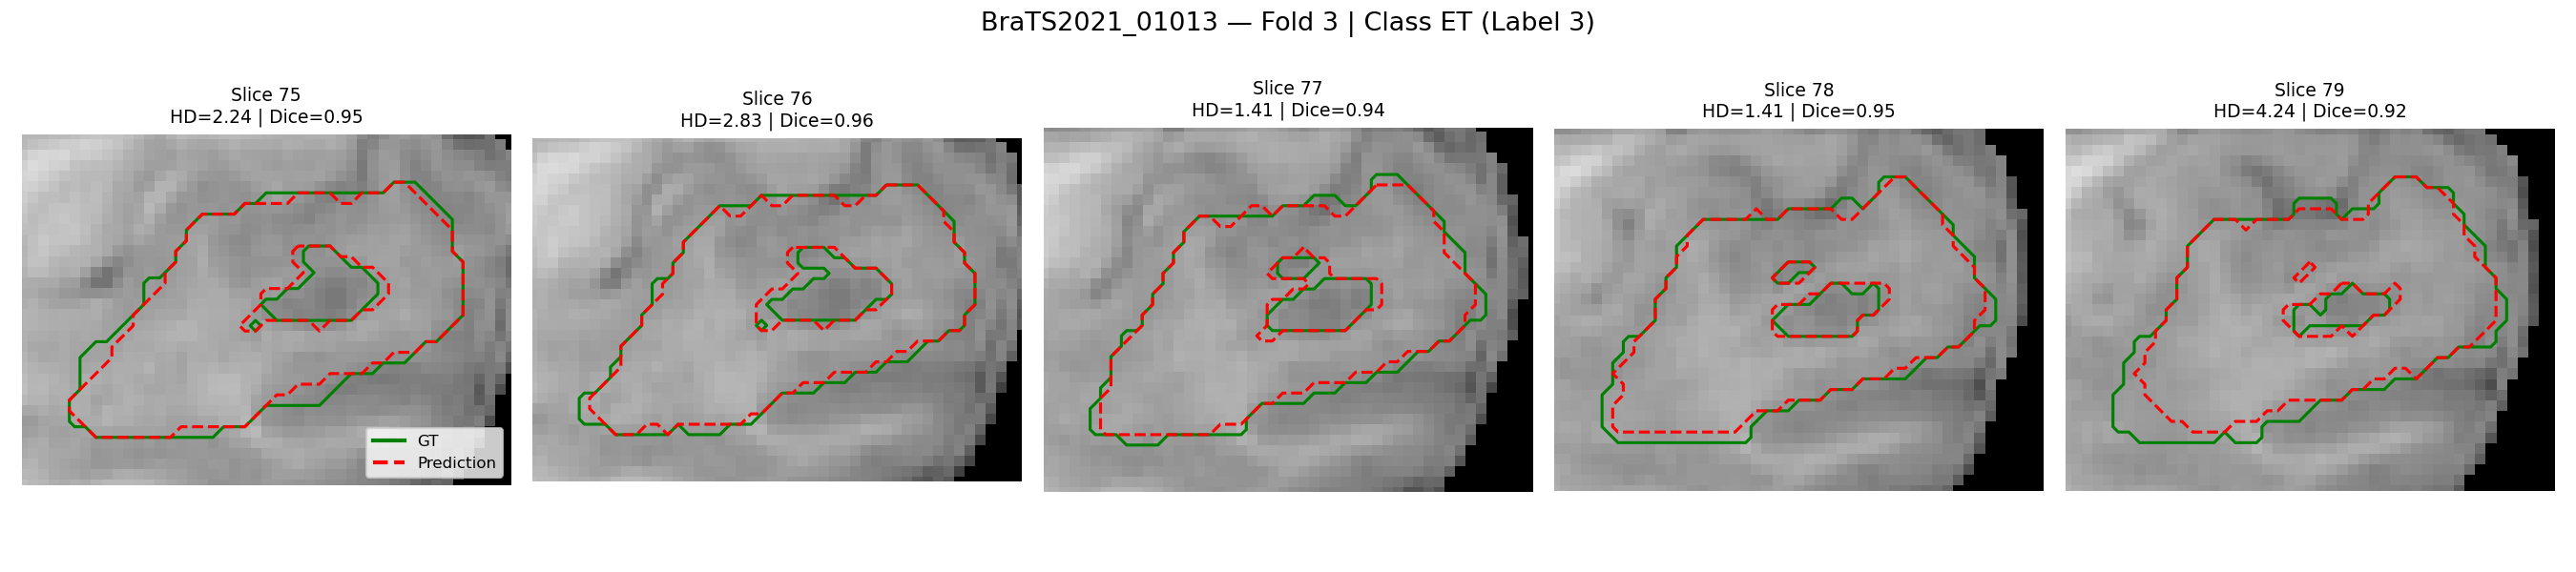 BraTS2021_01013 — Fold 3 | Class ET (Label 3)
Slice 75
HD=2.24 | Dice=0.95
Slice 76
HD=2.83 | Dice=0.96
Slice 77
HD=1.41 | Dice=0.94
Slice 78
HD=1.41 | Dice=0.95
Slice 79
HD=4.24 | Dice=0.92
GT
Prediction